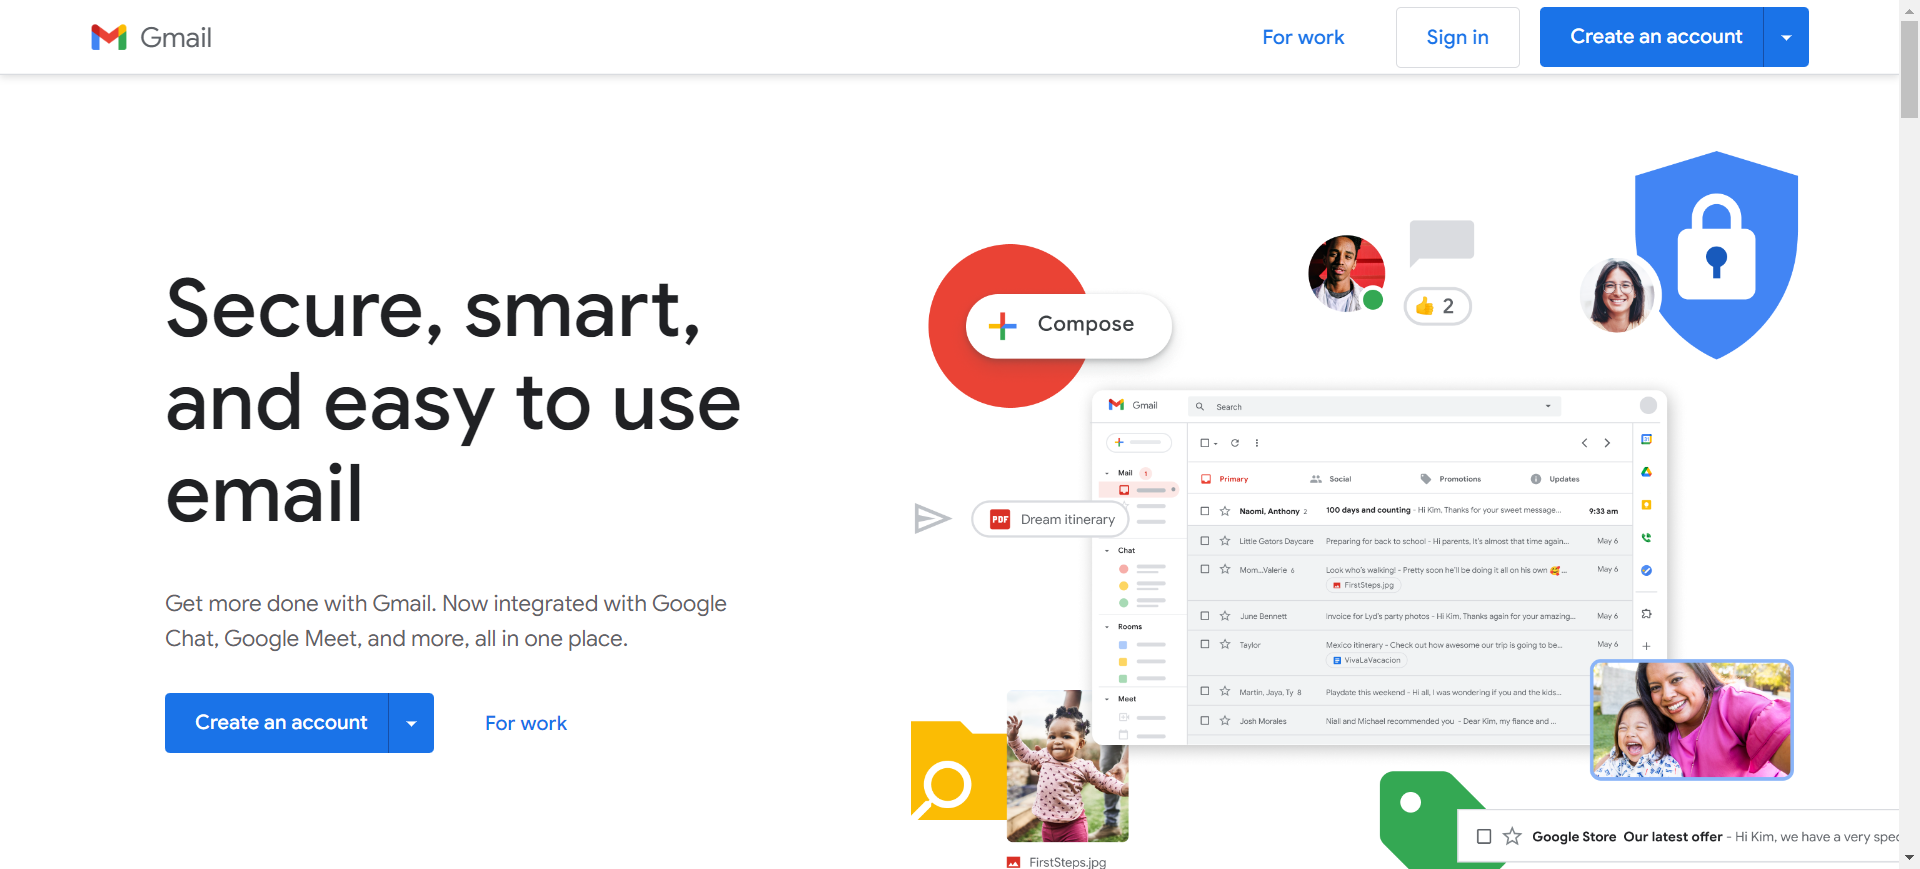 Gmail
For work
Sign in
Create an account
Secure, smart,
and easy to use
email
Get more done with Gmail. Now integrated with Google
Chat, Google Meet, and more, all in one place.
Create an account
For work
Compose
2
PDF
Dream itinerary
Gmail
Search
Mail
1
Chat
Rooms
Meet
Primary
Social
Promotions
Updates
Naomi, Anthony 2
100 days and counting - Hi Kim, Thanks for your sweet message...
9:33 am
Little Gators Daycare
Preparing for back to school - Hi parents, It's almost that time again...
May 6
Mom...Valerie 6
Look who's walking! - Pretty soon he'll be doing it all on his own 🥰 ...
May 6
FirstSteps.jpg
June Bennett
Invoice for Lyd's party photos - Hi Kim, Thanks again for your amazing...
May 6
Taylor
Mexico itinerary - Check out how awesome our trip is going to be...
May 6
VivaLaVacacion
Martin, Jaya, Ty 8
Playdate this weekend - Hi all, I was wondering if you and the kids...
Josh Morales
Niall and Michael recommended you - Dear Kim, my fiance and ...
FirstSteps.jpg
Google Store Our latest offer - Hi Kim, we have a very spec